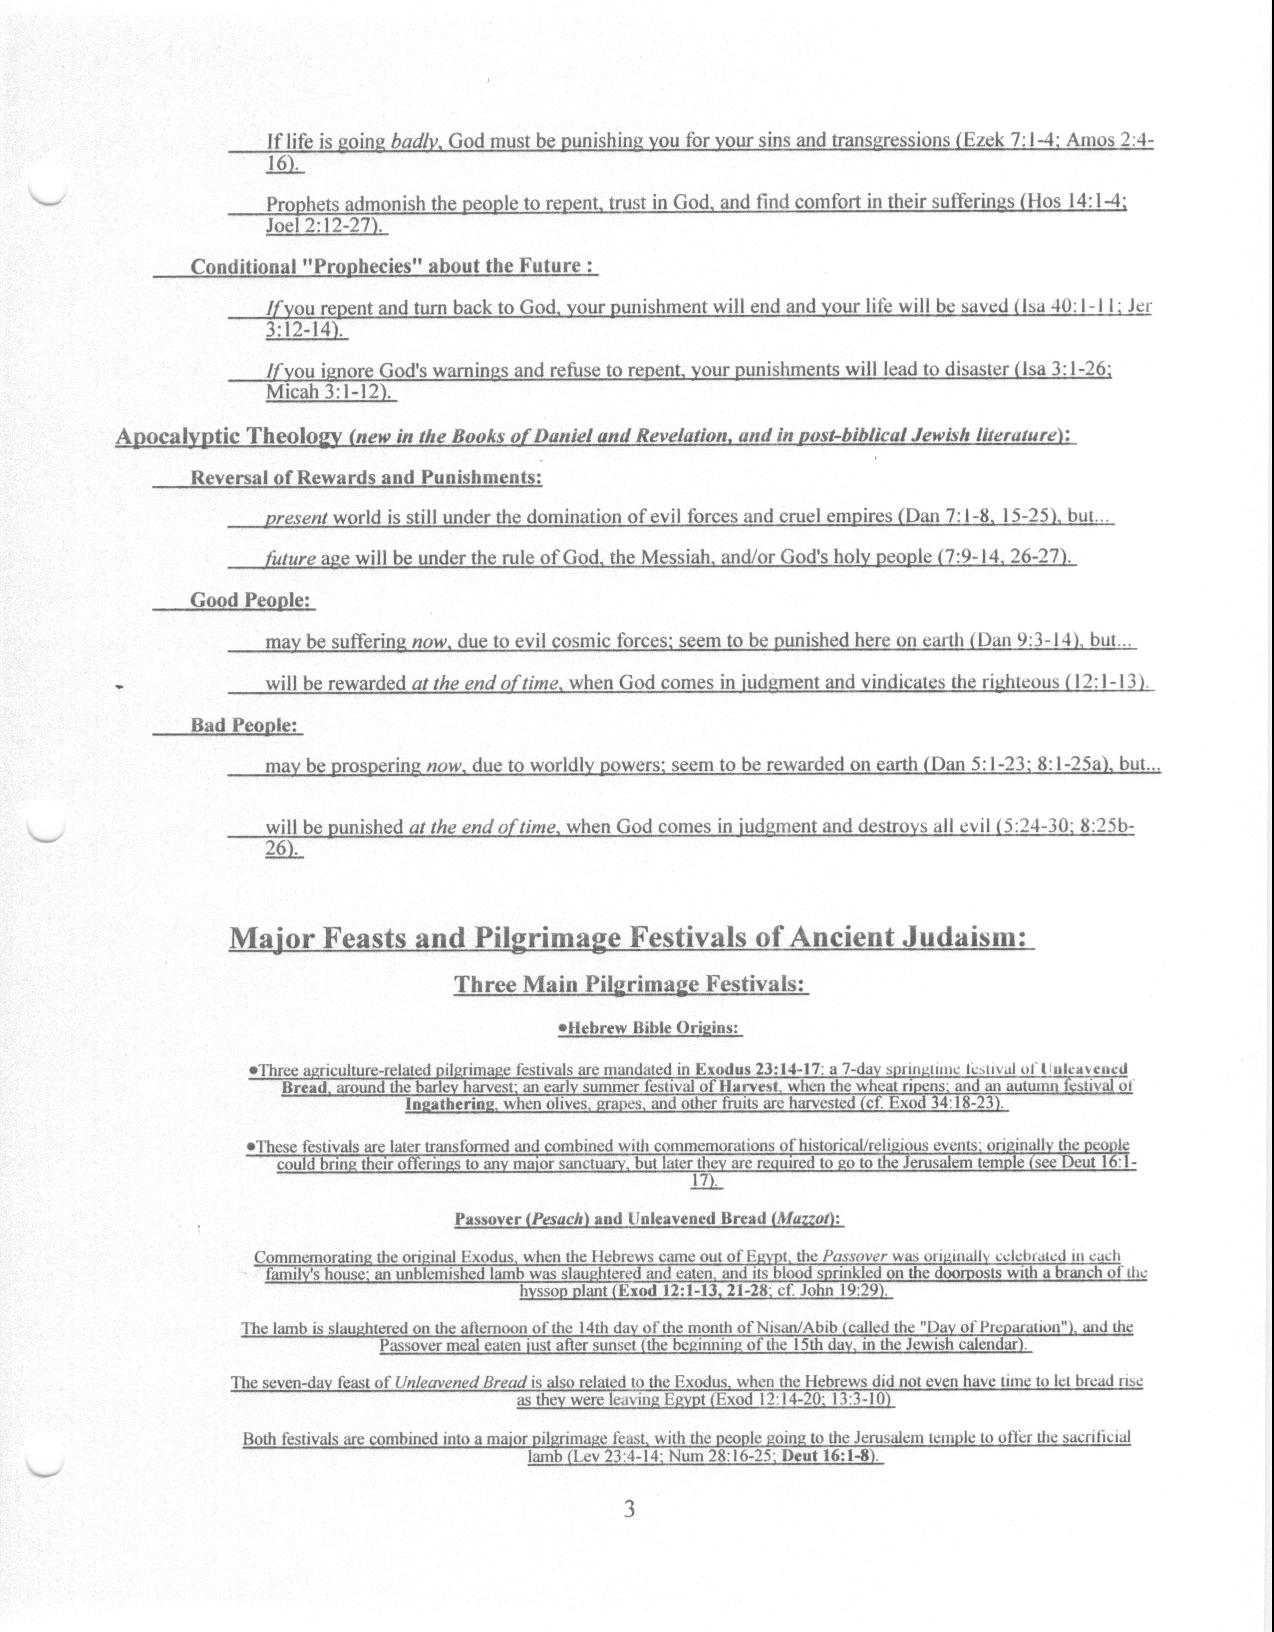 If life is going badly, God must be punishing you for your sins and transgressions (Ezek 7:1-4; Amos 2:4-
16).
Prophets admonish the people to repent, trust in God, and find comfort in their sufferings (Hos 14:1-4;
Joel 2:12-27).
Conditional "Prophecies" about the Future :
If you repent and turn back to God, your punishment will end and your life will be saved (Isa 40:1-11; Jer
3:12-14).
If you ignore God's warnings and refuse to repent, your punishments will lead to disaster (Isa 3:1-26;
Micah 3:1-12).
Apocalyptic Theology (new in the Books of Daniel and Revelation, and in post-biblical Jewish literature):
Reversal of Rewards and Punishments:
present world is still under the domination of evil forces and cruel empires (Dan 7:1-8, 15-25), but...
future age will be under the rule of God, the Messiah, and/or God's holy people (7:9-14, 26-27).
Good People:
may be suffering now, due to evil cosmic forces; seem to be punished here on earth (Dan 9:3-14), but...
will be rewarded at the end of time, when God comes in judgment and vindicates the righteous (12:1-13).
Bad People:
may be prospering now, due to worldly powers; seem to be rewarded on earth (Dan 5:1-23; 8:1-25a), but...
will be punished at the end of time, when God comes in judgment and destroys all evil (5:24-30; 8:25b-
26).
Major Feasts and Pilgrimage Festivals of Ancient Judaism:
Three Main Pilgrimage Festivals:
●Hebrew Bible Origins:
●Three agriculture-related pilgrimage festivals are mandated in Exodus 23:14-17: a 7-day springtime festival of Unleavened
Bread, around the barley harvest; an early summer festival of Harvest, when the wheat ripens; and an autumn festival of
Ingathering, when olives, grapes, and other fruits are harvested (cf. Exod 34:18-23).
●These festivals are later transformed and combined with commemorations of historical/religious events; originally the people
could bring their offerings to any major sanctuary, but later they are required to go to the Jerusalem temple (see Deut 16:1-
17).
Passover (Pesach) and Unleavened Bread (Mazzot):
Commemorating the original Exodus, when the Hebrews came out of Egypt, the Passover was originally celebrated in each
family's house; an unblemished lamb was slaughtered and eaten, and its blood sprinkled on the doorposts with a branch of the
hyssop plant (Exod 12:1-13, 21-28; cf. John 19:29).
The lamb is slaughtered on the afternoon of the 14th day of the month of Nisan/Abib (called the "Day of Preparation"), and the
Passover meal eaten just after sunset (the beginning of the 15th day, in the Jewish calendar).
The seven-day feast of Unleavened Bread is also related to the Exodus, when the Hebrews did not even have time to let bread rise
as they were leaving Egypt (Exod 12:14-20; 13:3-10)
Both festivals are combined into a major pilgrimage feast, with the people going to the Jerusalem temple to offer the sacrificial
lamb (Lev 23:4-14; Num 28:16-25; Deut 16:1-8).
3